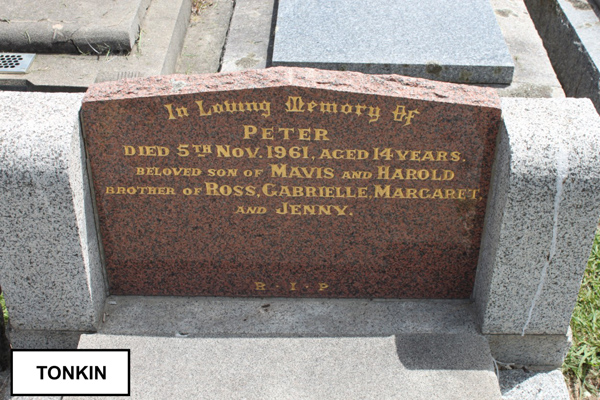 In Loving Memory Of
PETER
DIED 5TH NOV. 1961, AGED 14 YEARS.
BELOVED SON OF MAVIS AND HAROLD
BROTHER OF ROSS, GABRIELLE, MARGARET,
AND JENNY.
R · I · P
TONKIN